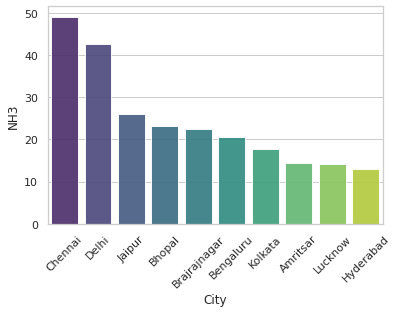 50
40
30
20
10
0
NH3
Chennai
Delhi
Jaipur
Bhopal
Brajrajnagar
Bengaluru
Kolkata
Amritsar
Lucknow
Hyderabad
City